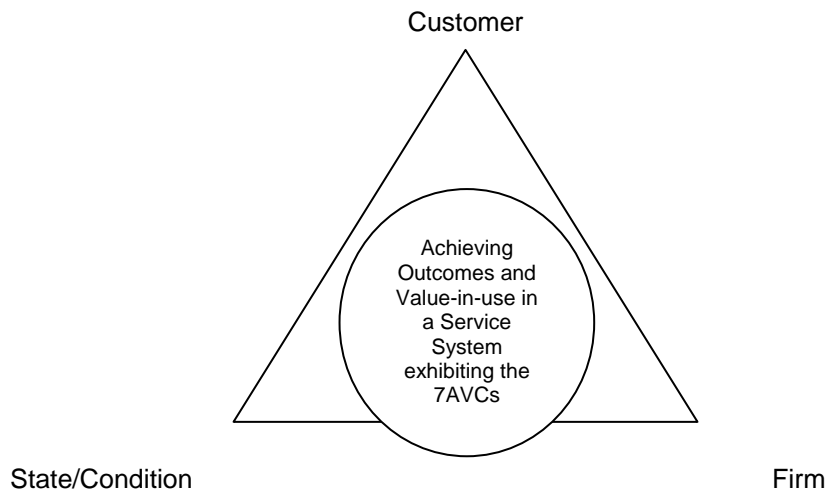 Customer
Achieving
Outcomes and
Value-in-use in
a Service
System
exhibiting the
7AVCs
State/Condition
Firm